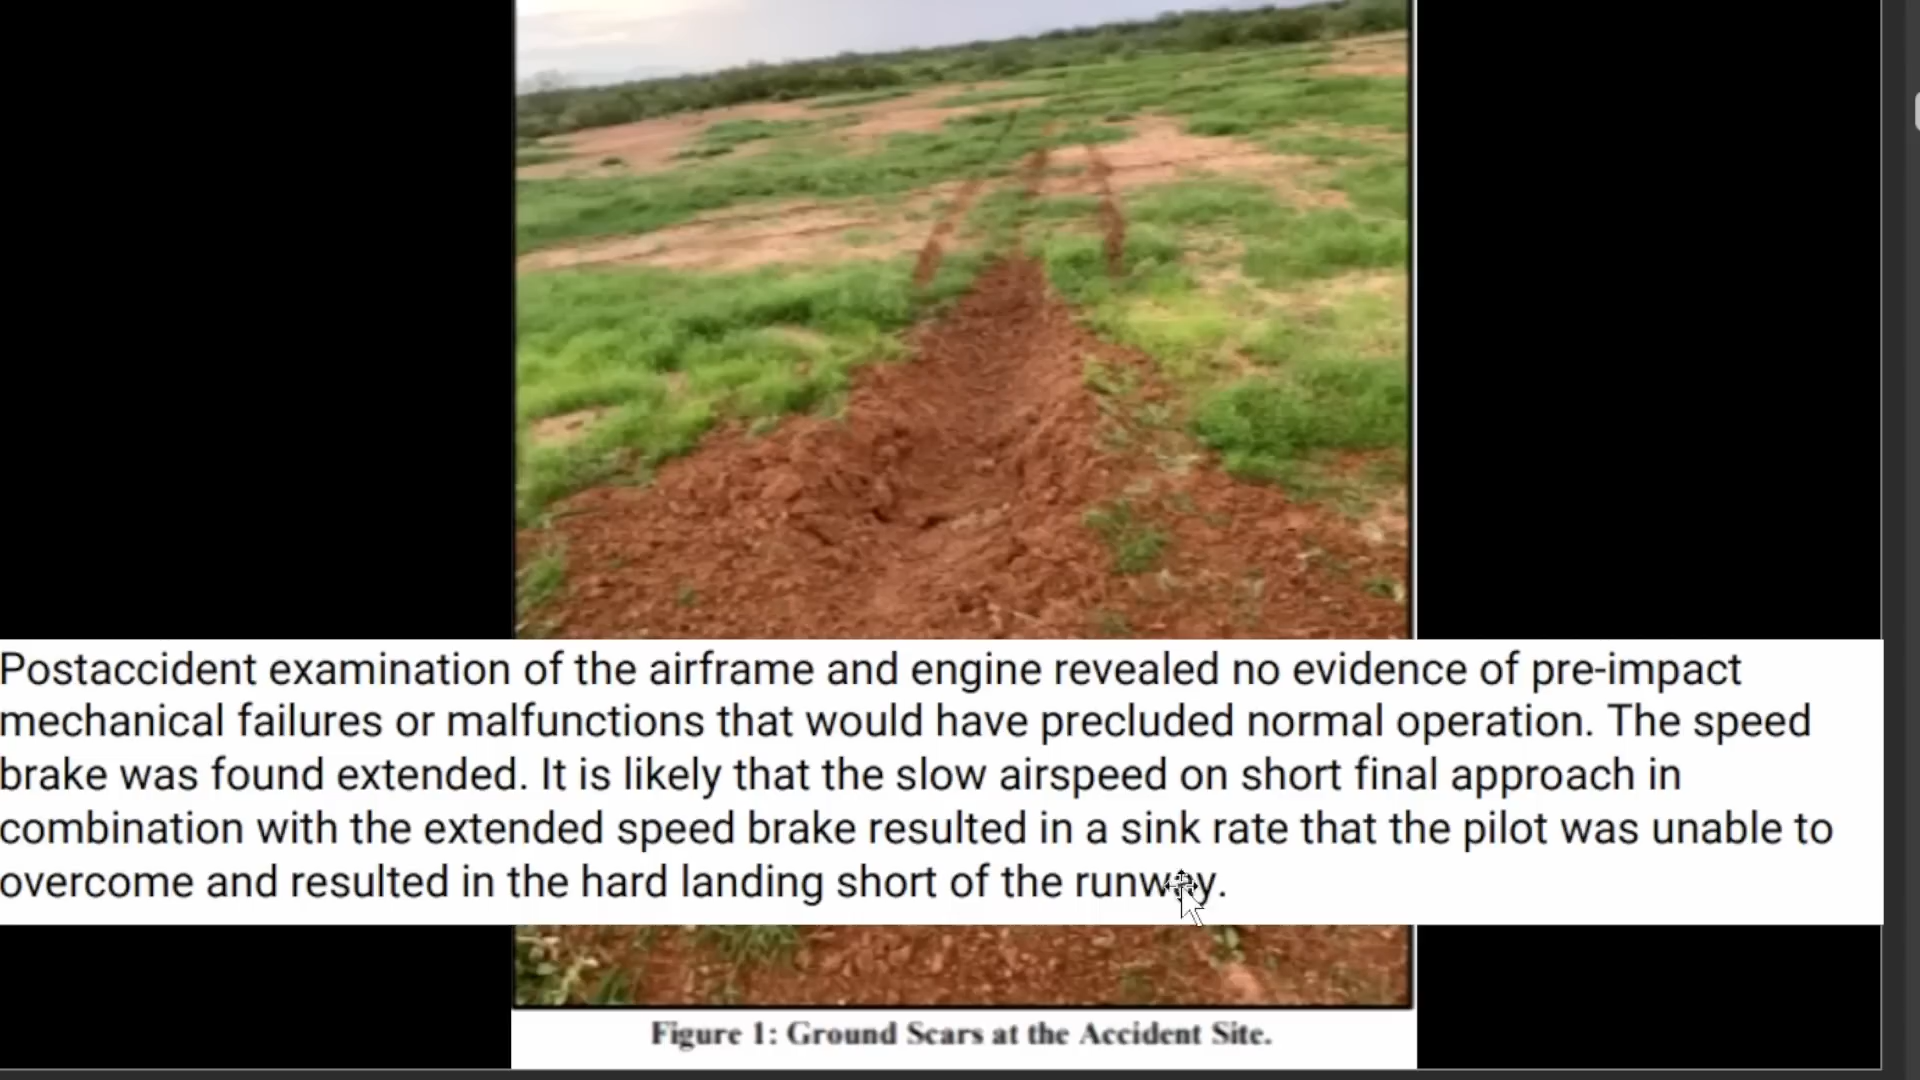 Postaccident examination of the airframe and engine revealed no evidence of pre-impact
mechanical failures or malfunctions that would have precluded normal operation. The speed
brake was found extended. It is likely that the slow airspeed on short final approach in
combination with the extended speed brake resulted in a sink rate that the pilot was unable to
overcome and resulted in the hard landing short of the runway.
Figure 1: Ground Scars at the Accident Site.